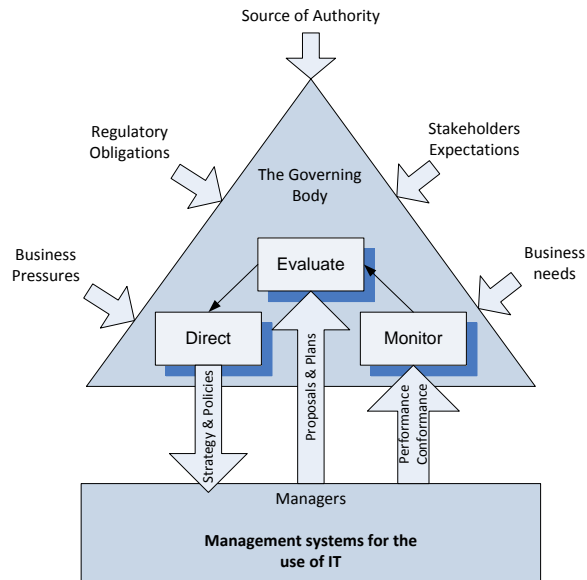 Source of Authority
Regulatory
Obligations
Stakeholders
Expectations
The Governing
Body
Business
Pressures
Business
needs
Evaluate
Direct
Monitor
Strategy & Policies
Proposals & Plans
Performance
Conformance
Managers
Management systems for the
use of IT